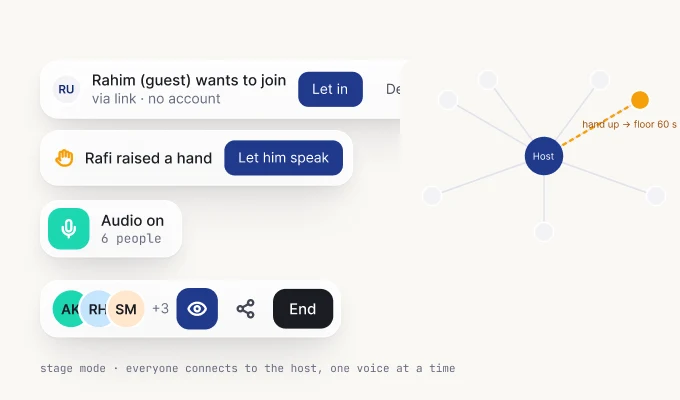 RU
Rahim (guest) wants to join
via link · no account
Let in
De
Rafi raised a hand
Let him speak
Audio on
6 people
AK
RH
SM
+3
End
Host
hand up → floor 60 s
stage mode · everyone connects to the host, one voice at a time